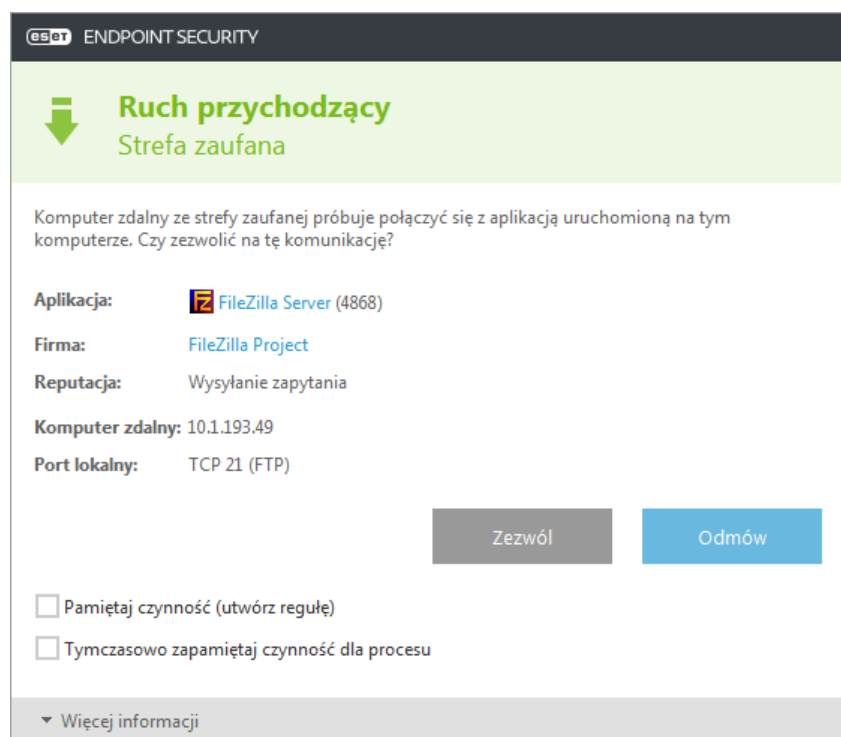 eseT ENDPOINT SECURITY
Ruch przychodzący
Strefa zaufana
Komputer zdalny ze strefy zaufanej próbuje połączyć się z aplikacją uruchomioną na tym
komputerze. Czy zezwolić na tę komunikację?
Aplikacja: FZ FileZilla Server (4868)
Firma: FileZilla Project
Reputacja: Wysyłanie zapytania
Komputer zdalny: 10.1.193.49
Port lokalny: TCP 21 (FTP)
Zezwól Odmów
Pamiętaj czynność (utwórz regułę)
Tymczasowo zapamiętaj czynność dla procesu
Więcej informacji